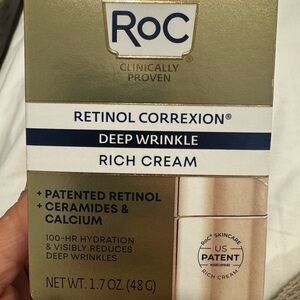 RoC®
CLINICALLY
PROVEN
RETINOL CORREXION®
DEEP WRINKLE
RICH CREAM
+ PATENTED RETINOL
+ CERAMIDES &
CALCIUM
100-HR HYDRATION
& VISIBLY REDUCES
DEEP WRINKLES
NET WT. 1.7 OZ. (48 G)
RoC® SKINCARE
US
PATENT
RICH CREAM